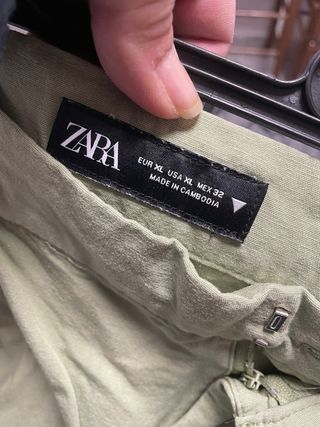 ZARA
EUR XL USA XL MEX 32
MADE IN CAMBODIA